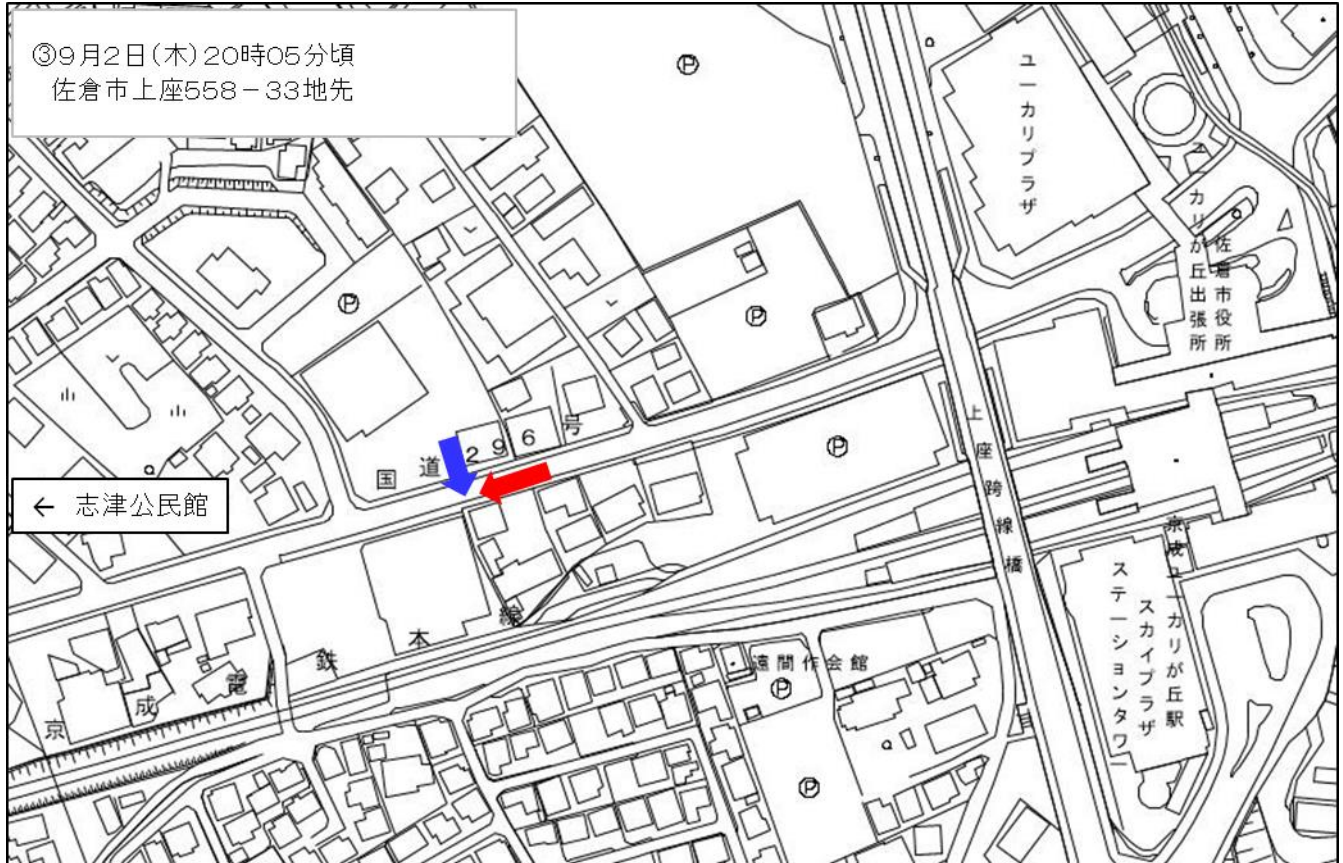 ③9月2日(木)20時05分頃
佐倉市上座558－33地先
ユーカリプラザ
佐倉市役所
ユーカリが丘出張所
国道296号
上座跨線橋
← 志津公民館
京成ユーカリが丘駅
スカイプラザ
ステーションタワー
京成電鉄本線
遠間作会館
Ⓟ
Ⓟ
Ⓟ
Ⓟ
Ⓟ
Ⓟ